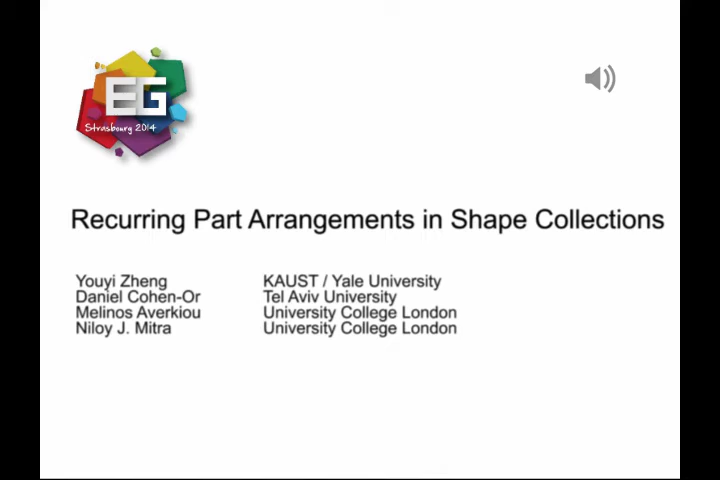 EG
Strasbourg 2014
Recurring Part Arrangements in Shape Collections
Youyi Zheng KAUST / Yale University
Daniel Cohen-Or Tel Aviv University
Melinos Averkiou University College London
Niloy J. Mitra University College London